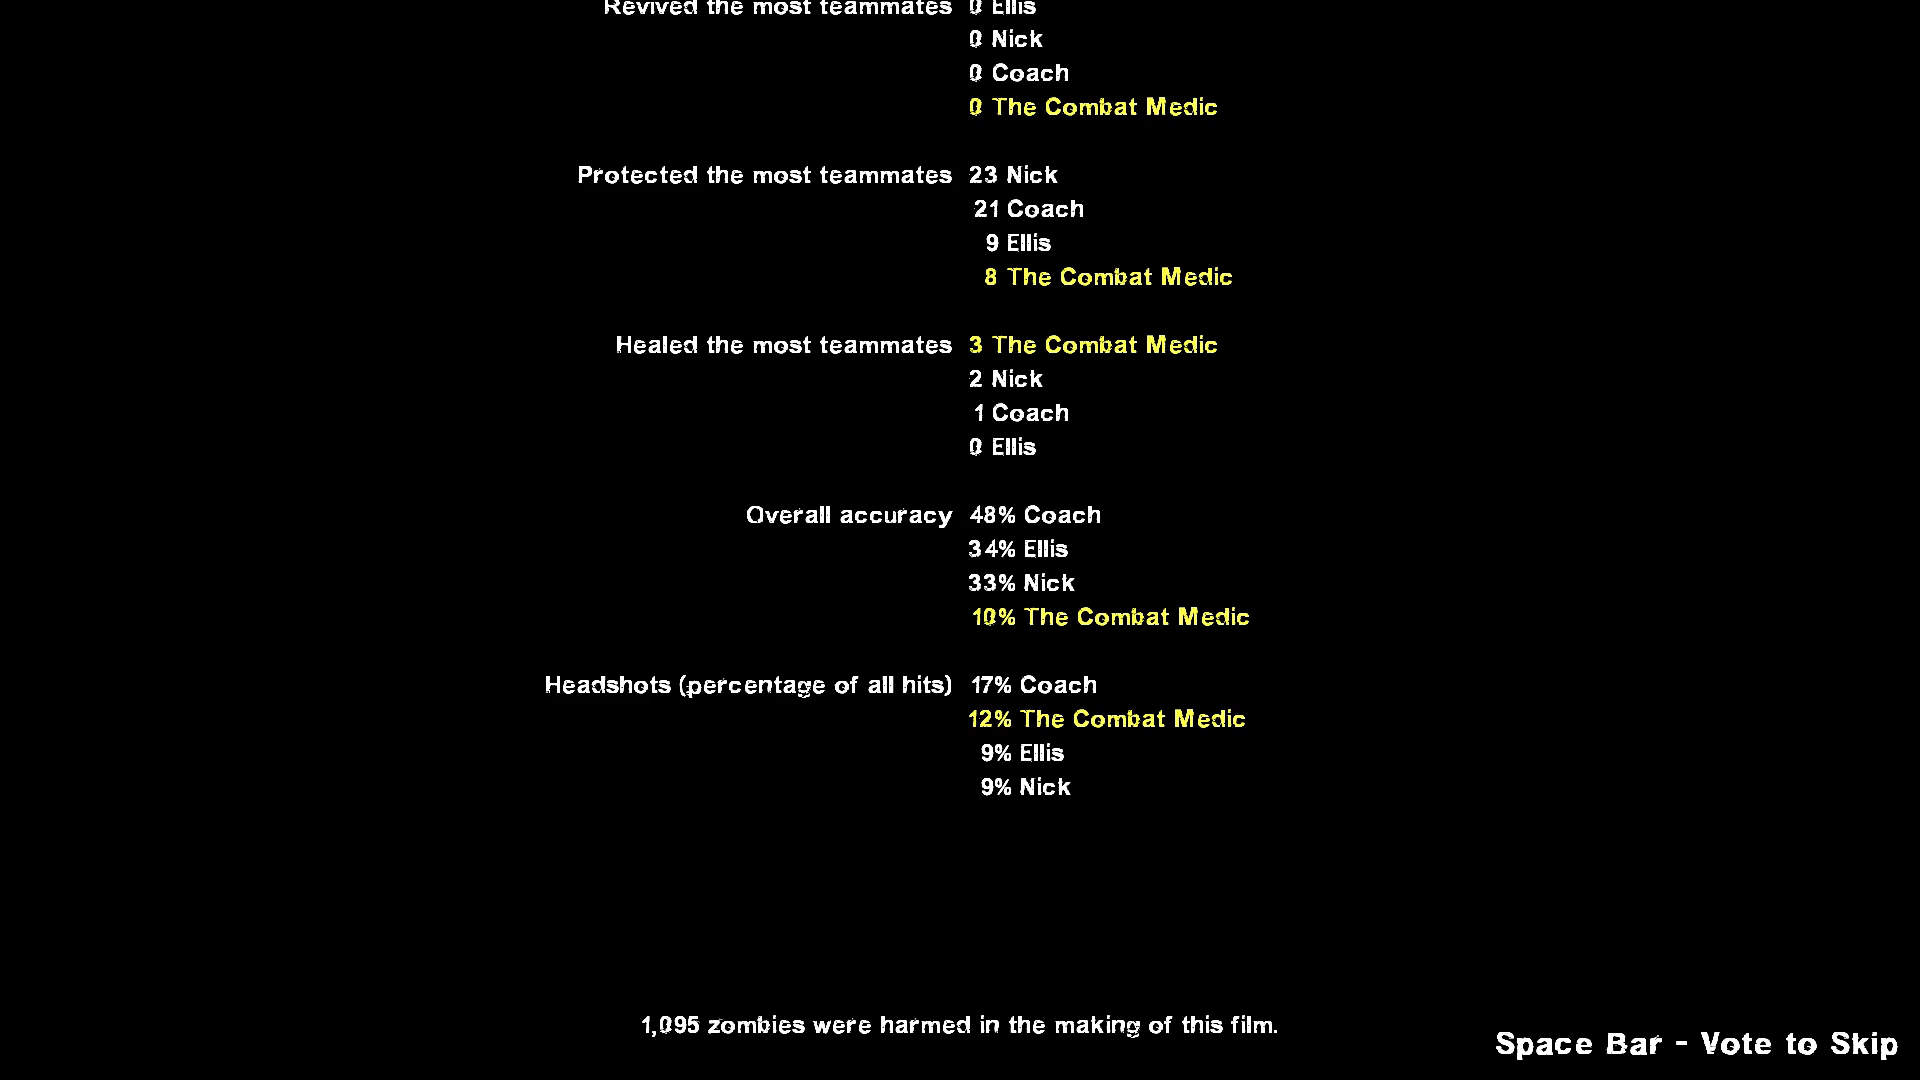 Revived the most teammates 0 Ellis
0 Nick
0 Coach
0 The Combat Medic
Protected the most teammates 23 Nick
21 Coach
9 Ellis
8 The Combat Medic
Healed the most teammates 3 The Combat Medic
2 Nick
1 Coach
0 Ellis
Overall accuracy 48% Coach
34% Ellis
33% Nick
10% The Combat Medic
Headshots (percentage of all hits) 17% Coach
12% The Combat Medic
9% Ellis
9% Nick
1,095 zombies were harmed in the making of this film.
Space Bar - Vote to Skip